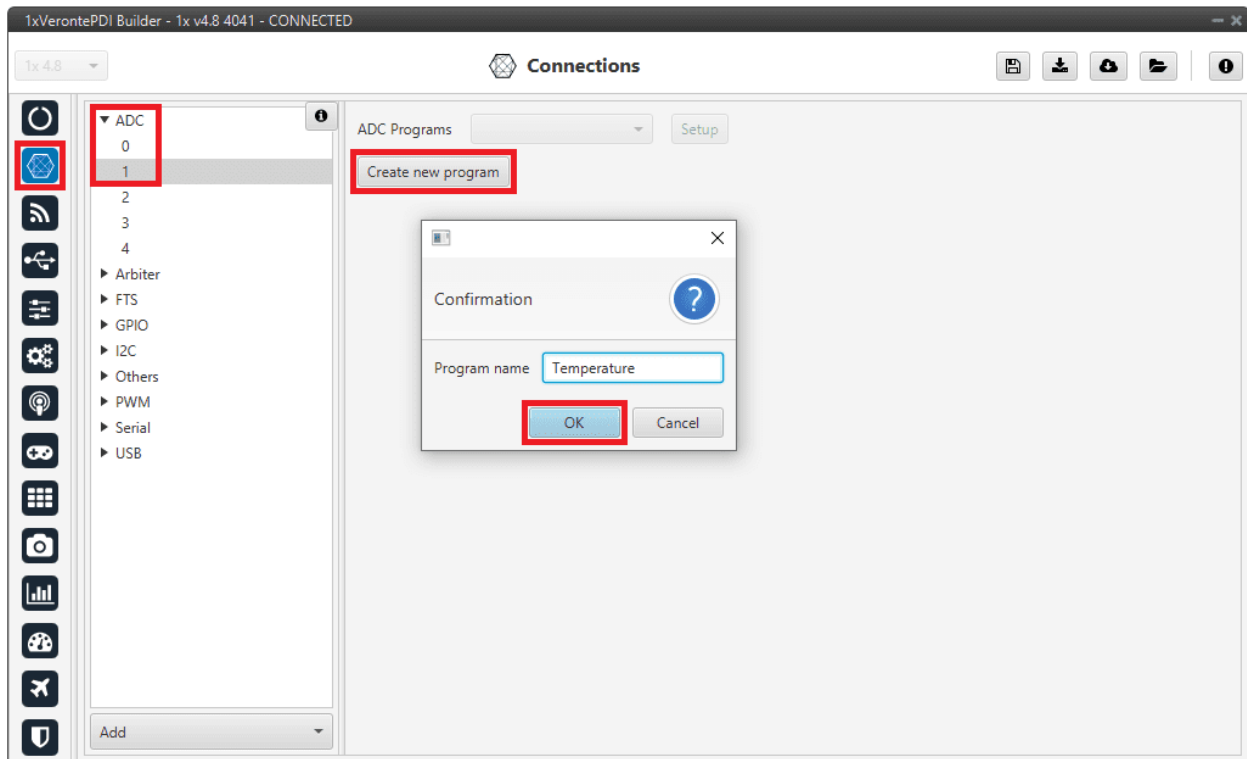 1xVerontePDI Builder - 1x v4.8 4041 - CONNECTED
1x 4.8
Connections
ADC
0
1
2
3
4
Arbiter
FTS
GPIO
I2C
Others
PWM
Serial
USB
Add
ADC Programs
Setup
Create new program
Confirmation
?
Program name
Temperature
OK
Cancel